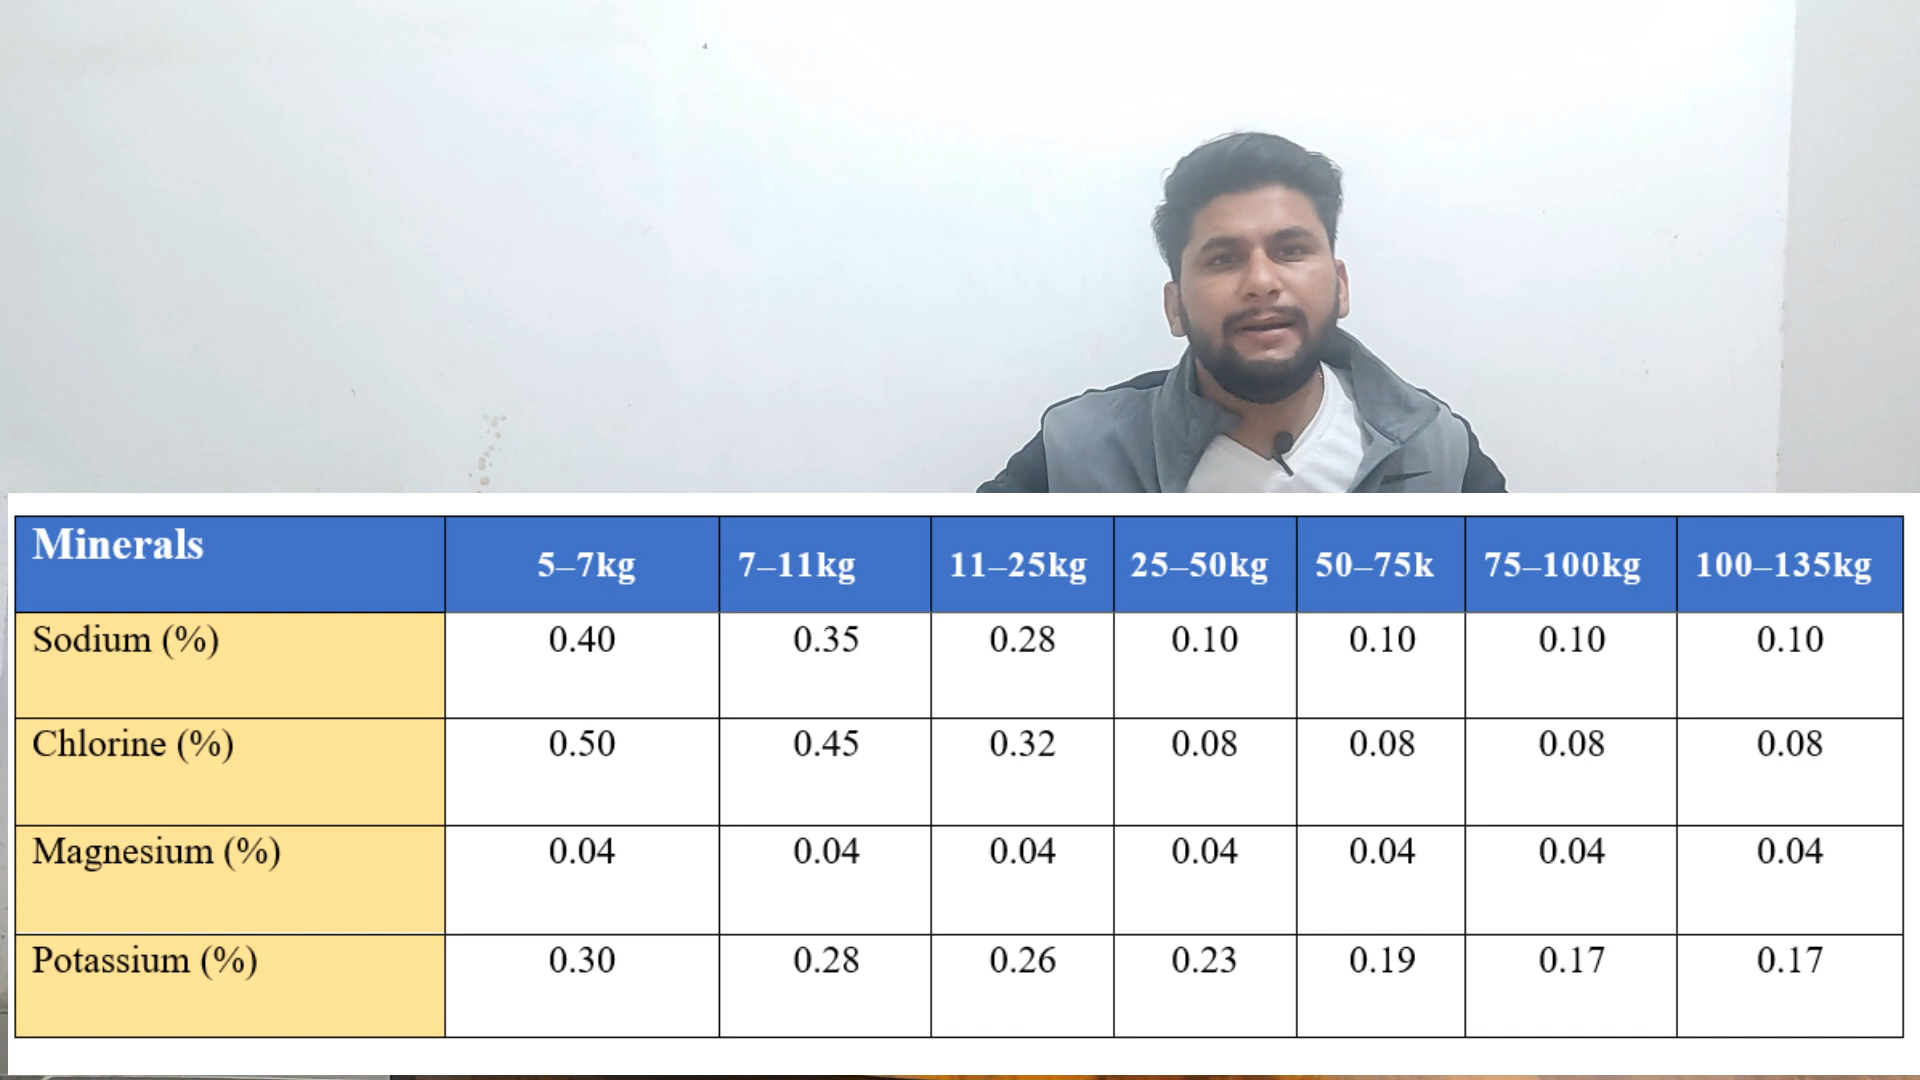 Minerals 5–7kg 7–11kg 11–25kg 25–50kg 50–75k 75–100kg 100–135kg
Sodium (%) 0.40 0.35 0.28 0.10 0.10 0.10 0.10
Chlorine (%) 0.50 0.45 0.32 0.08 0.08 0.08 0.08
Magnesium (%) 0.04 0.04 0.04 0.04 0.04 0.04 0.04
Potassium (%) 0.30 0.28 0.26 0.23 0.19 0.17 0.17